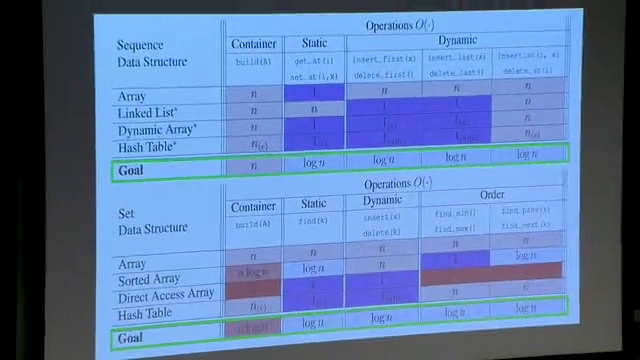 Operations O(·)
Sequence Data Structure
Container Static Dynamic
build(A) get_at(i) insert_first(x) insert_last(x) insert_at(i, x)
set_at(i,x) delete_first() delete_last() delete_at(i)
Array n 1 n n n
Linked List* n n 1
Dynamic Array* n 1
Hash Table* n(e) n(e)
Goal n log n log n log n log n
Operations O(·)
Set Data Structure
Container Static Dynamic Order
build(A) find(k) insert(x) find_min() find_prev(k)
delete(k) find_max() find_next(k)
Array n n n n n
Sorted Array n log n log n n 1 log n
Direct Access Array 1
Hash Table n(e) n n
Goal n log n log n log n log n log n